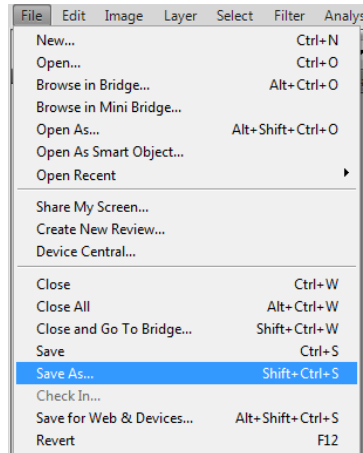 File Edit Image Layer Select Filter Analys
New... Ctrl+N
Open... Ctrl+O
Browse in Bridge... Alt+Ctrl+O
Browse in Mini Bridge...
Open As... Alt+Shift+Ctrl+O
Open As Smart Object...
Open Recent
Share My Screen...
Create New Review...
Device Central...
Close Ctrl+W
Close All Alt+Ctrl+W
Close and Go To Bridge... Shift+Ctrl+W
Save Ctrl+S
Save As... Shift+Ctrl+S
Check In...
Save for Web & Devices... Alt+Shift+Ctrl+S
Revert F12